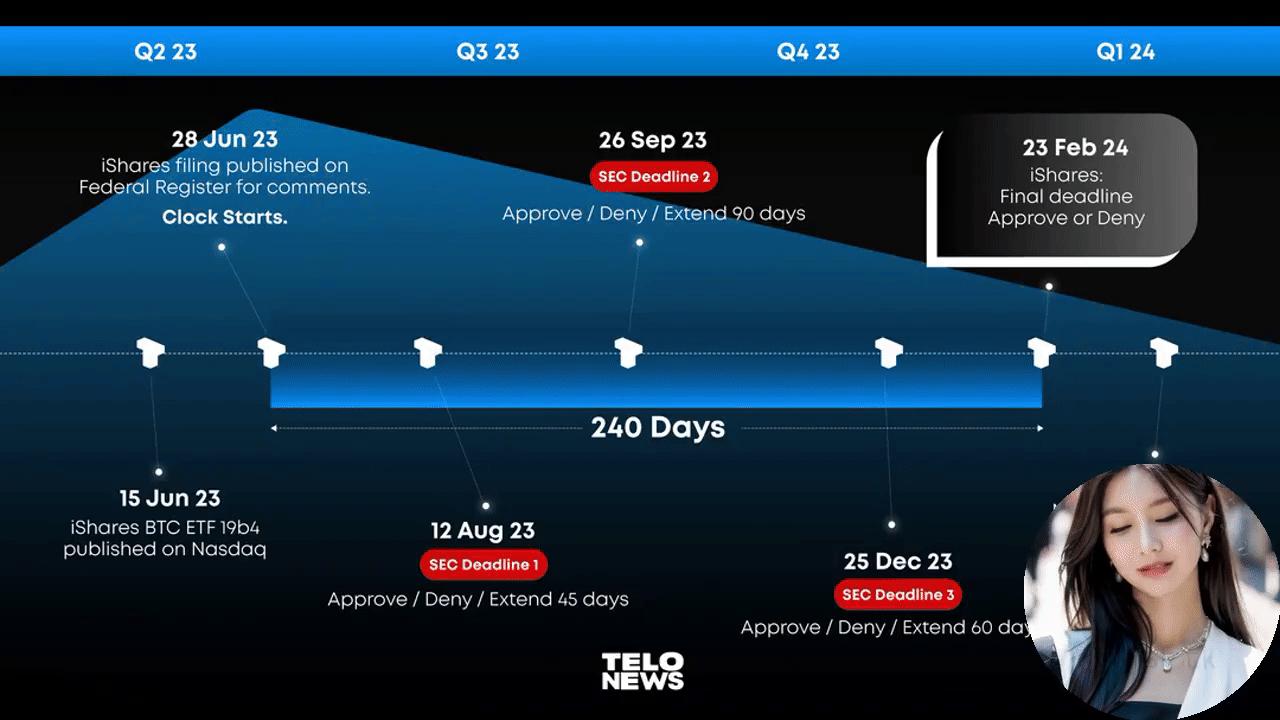 Q2 23
Q3 23
Q4 23
Q1 24
28 Jun 23
iShares filing published on
Federal Register for comments.
Clock Starts.
26 Sep 23
SEC Deadline 2
Approve / Deny / Extend 90 days
23 Feb 24
iShares:
Final deadline
Approve or Deny
240 Days
15 Jun 23
iShares BTC ETF 19b4
published on Nasdaq
12 Aug 23
SEC Deadline 1
Approve / Deny / Extend 45 days
25 Dec 23
SEC Deadline 3
Approve / Deny / Extend 60
TELO
NEWS